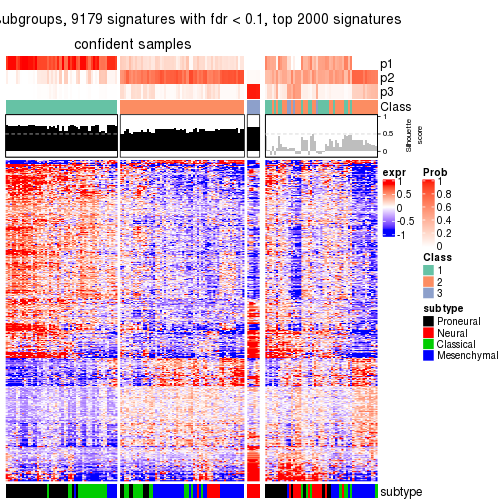 subgroups, 9179 signatures with fdr < 0.1, top 2000 signatures
confident samples
p1
p2
p3
Class
1
0.5
0
Silhouette
score
expr
1
0.5
0
-0.5
-1
Prob
1
0.8
0.6
0.4
0.2
0
Class
1
2
3
subtype
Proneural
Neural
Classical
Mesenchymal
subtype